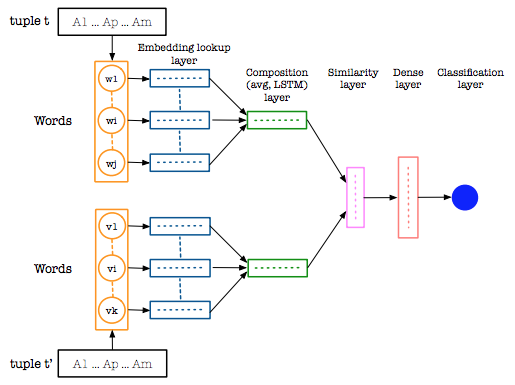 tuple t
A1 ... Ap ... Am
Embedding lookup
layer
Composition
(avg, LSTM)
layer
Similarity
layer
Dense
layer
Classification
layer
Words
w1
wi
wj
Words
v1
vi
vk
tuple t'
A1 ... Ap ... Am